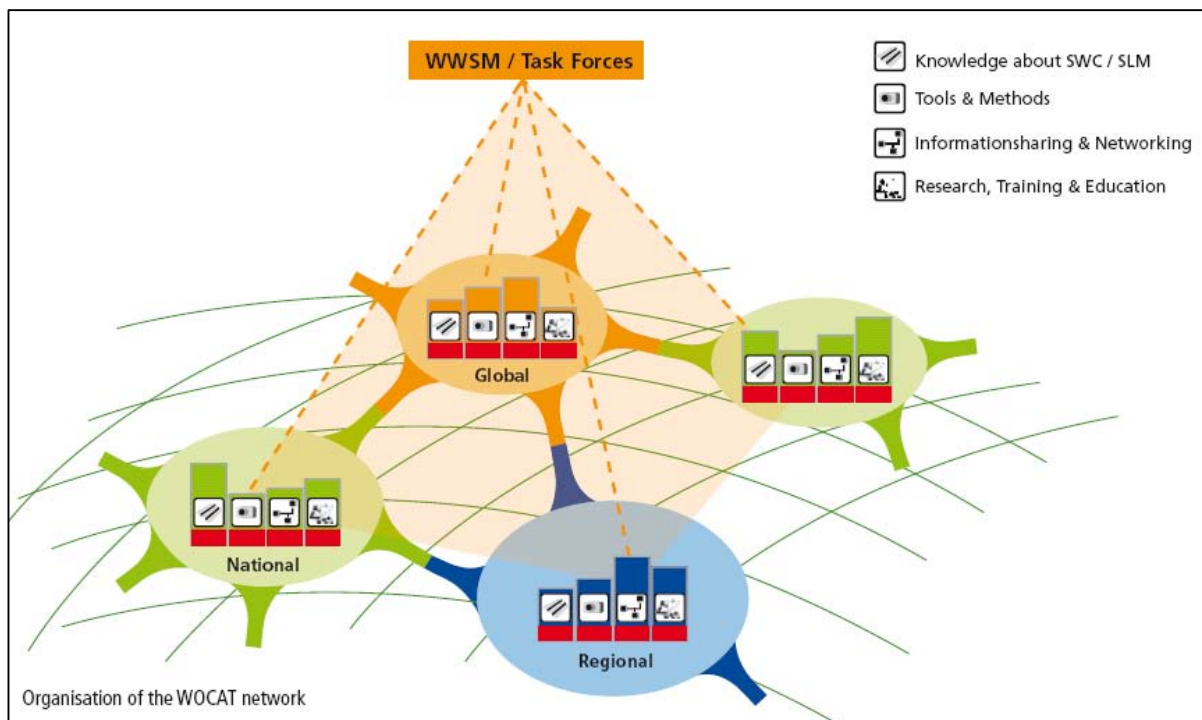 WWSM / Task Forces
Knowledge about SWC / SLM
Tools & Methods
Informationsharing & Networking
Research, Training & Education
Global
National
Regional
Organisation of the WOCAT network